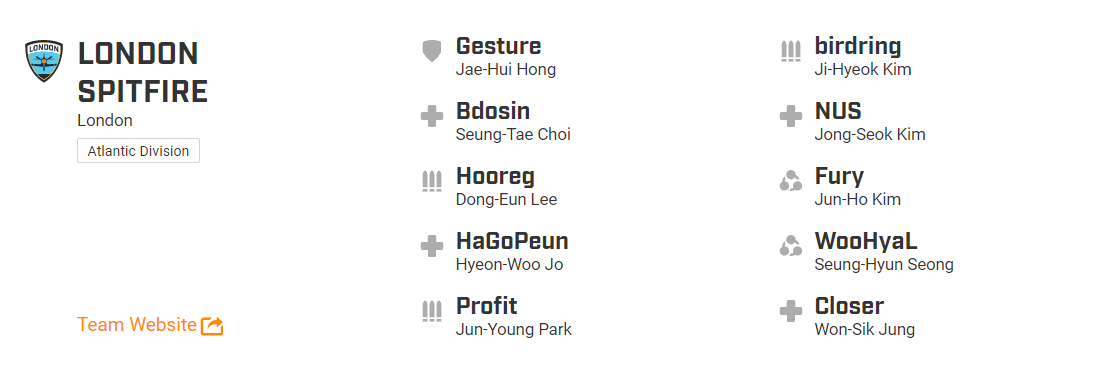 LONDON
LONDON
SPITFIRE
London
Atlantic Division
Team Website
Gesture
Jae-Hui Hong
Bdosin
Seung-Tae Choi
Hooreg
Dong-Eun Lee
HaGoPeun
Hyeon-Woo Jo
Profit
Jun-Young Park
birdring
Ji-Hyeok Kim
NUS
Jong-Seok Kim
Fury
Jun-Ho Kim
WooHyaL
Seung-Hyun Seong
Closer
Won-Sik Jung